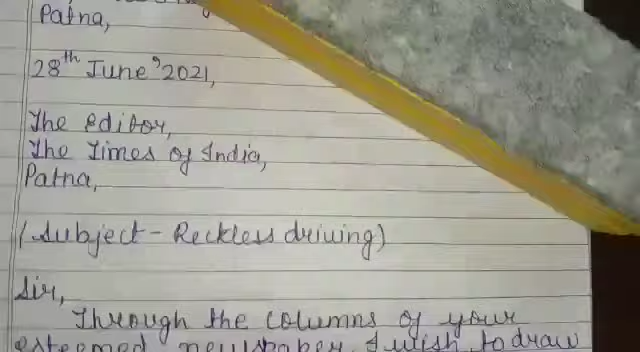 Patna,
28th June, 2021,
The Editor,
The Times of India,
Patna,
(Subject - Reckless driving)
Sir,
Through the columns of your
esteemed newspaper, I wish to draw